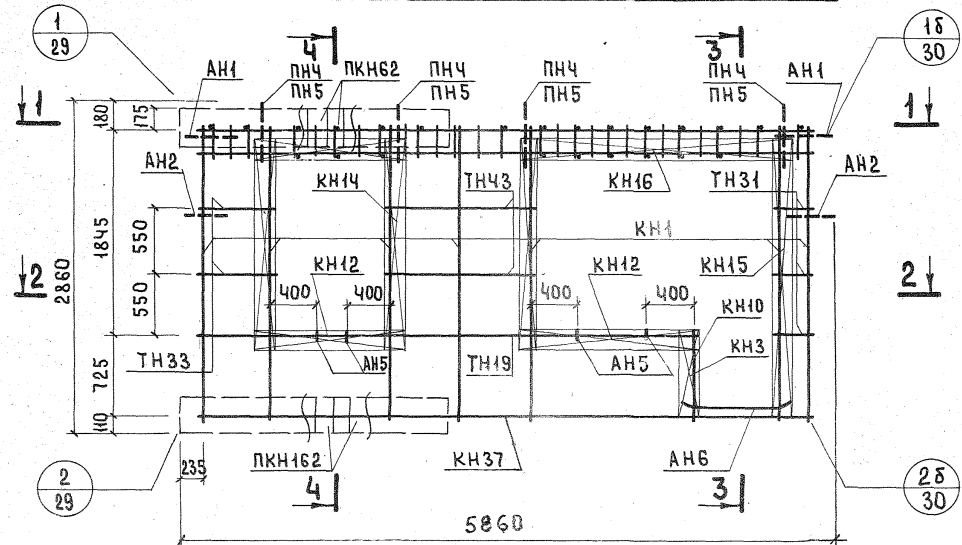 1
29
4
3
1б
30
АН1
ПН4
ПН5
ПКН62
ПН4
ПН5
ПН4
ПН5
ПН4
ПН5
АН1
1
1
180
175
АН2
КН14
ТН43
КН16
ТН31
АН2
КН1
550
1845
2860
2
КН12
КН12
КН15
2
550
400
400
400
400
КН10
КН3
ТН33
АН5
ТН19
АН5
725
110
235
ПКН162
КН37
АН6
2
29
4
3
2б
30
5860